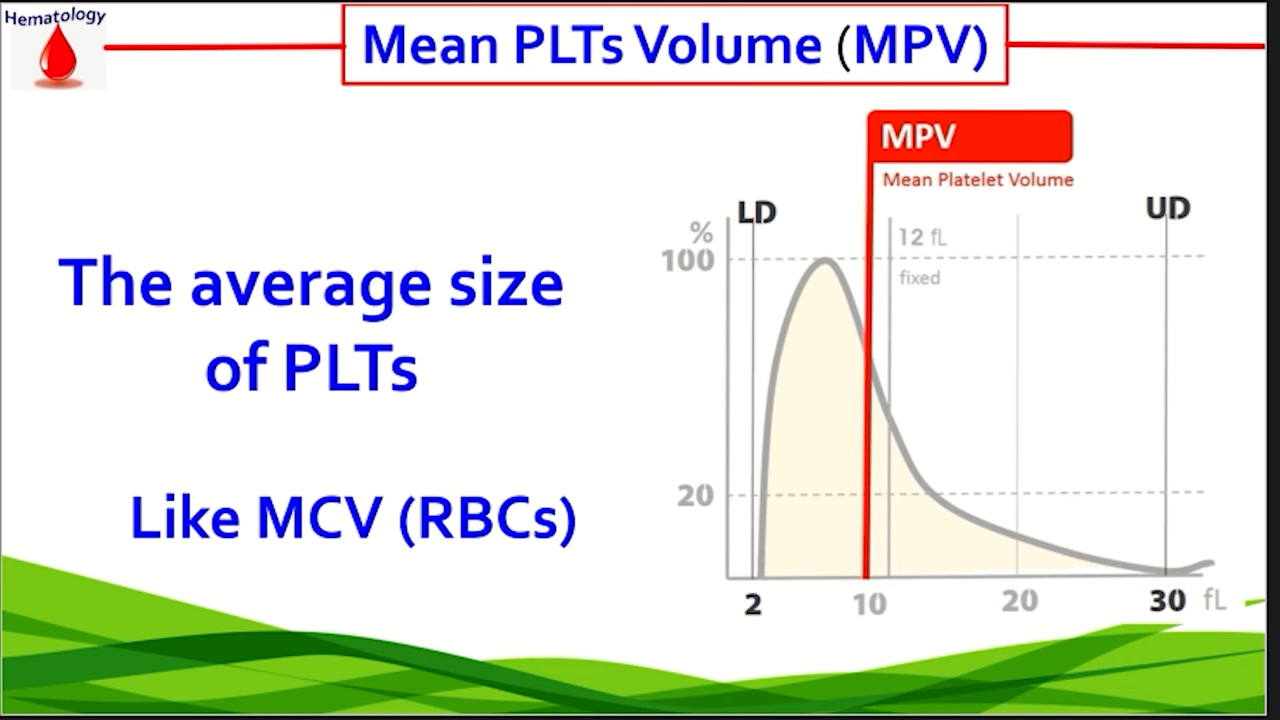 Hematology
Mean PLTs Volume (MPV)
MPV
Mean Platelet Volume
LD
UD
%
12 fL
100
fixed
The average size
of PLTs
20
Like MCV (RBCs)
2
10
20
30
fL